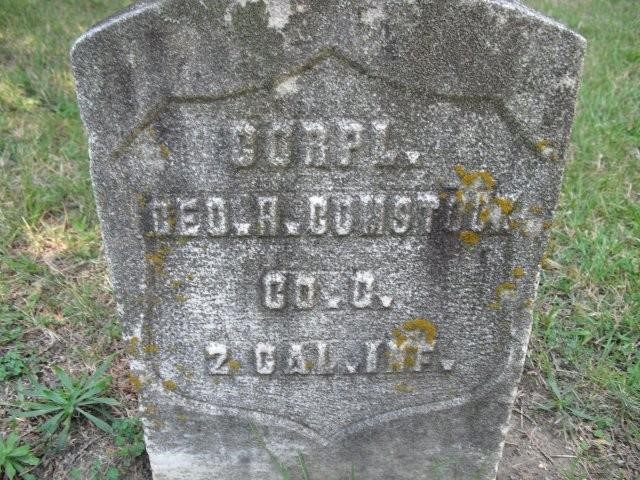 CORPL.
GEO. H. COMSTOCK
CO. C.
2 CAL. INF.